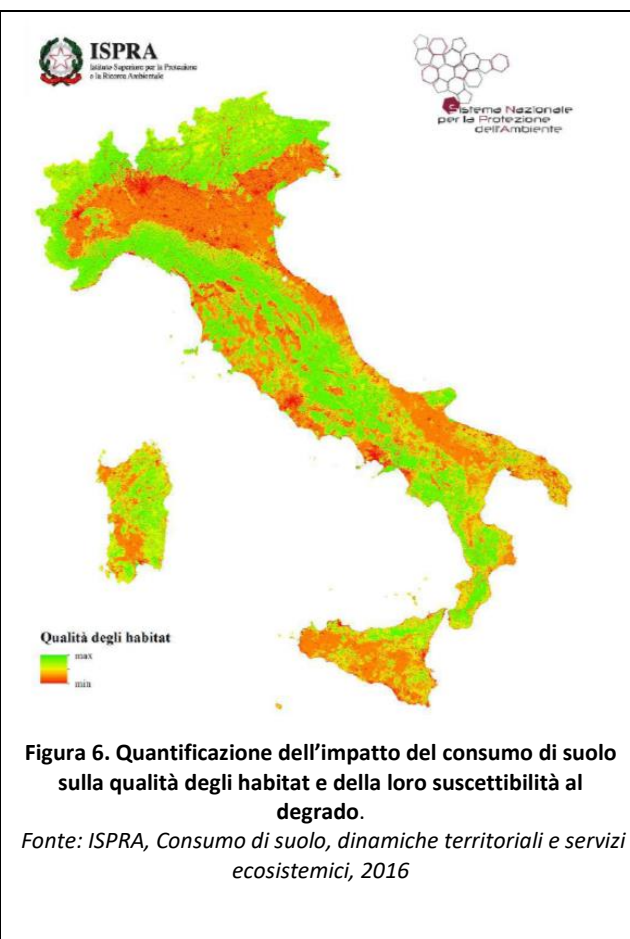 ISPRA
Istituto Superiore per la Protezione
e la Ricerca Ambientale
Sistema Nazionale
per la Protezione
dell'Ambiente
Qualità degli habitat
max
min
Figura 6. Quantificazione dell’impatto del consumo di suolo
sulla qualità degli habitat e della loro suscettibilità al
degrado.
Fonte: ISPRA, Consumo di suolo, dinamiche territoriali e servizi
ecosistemici, 2016